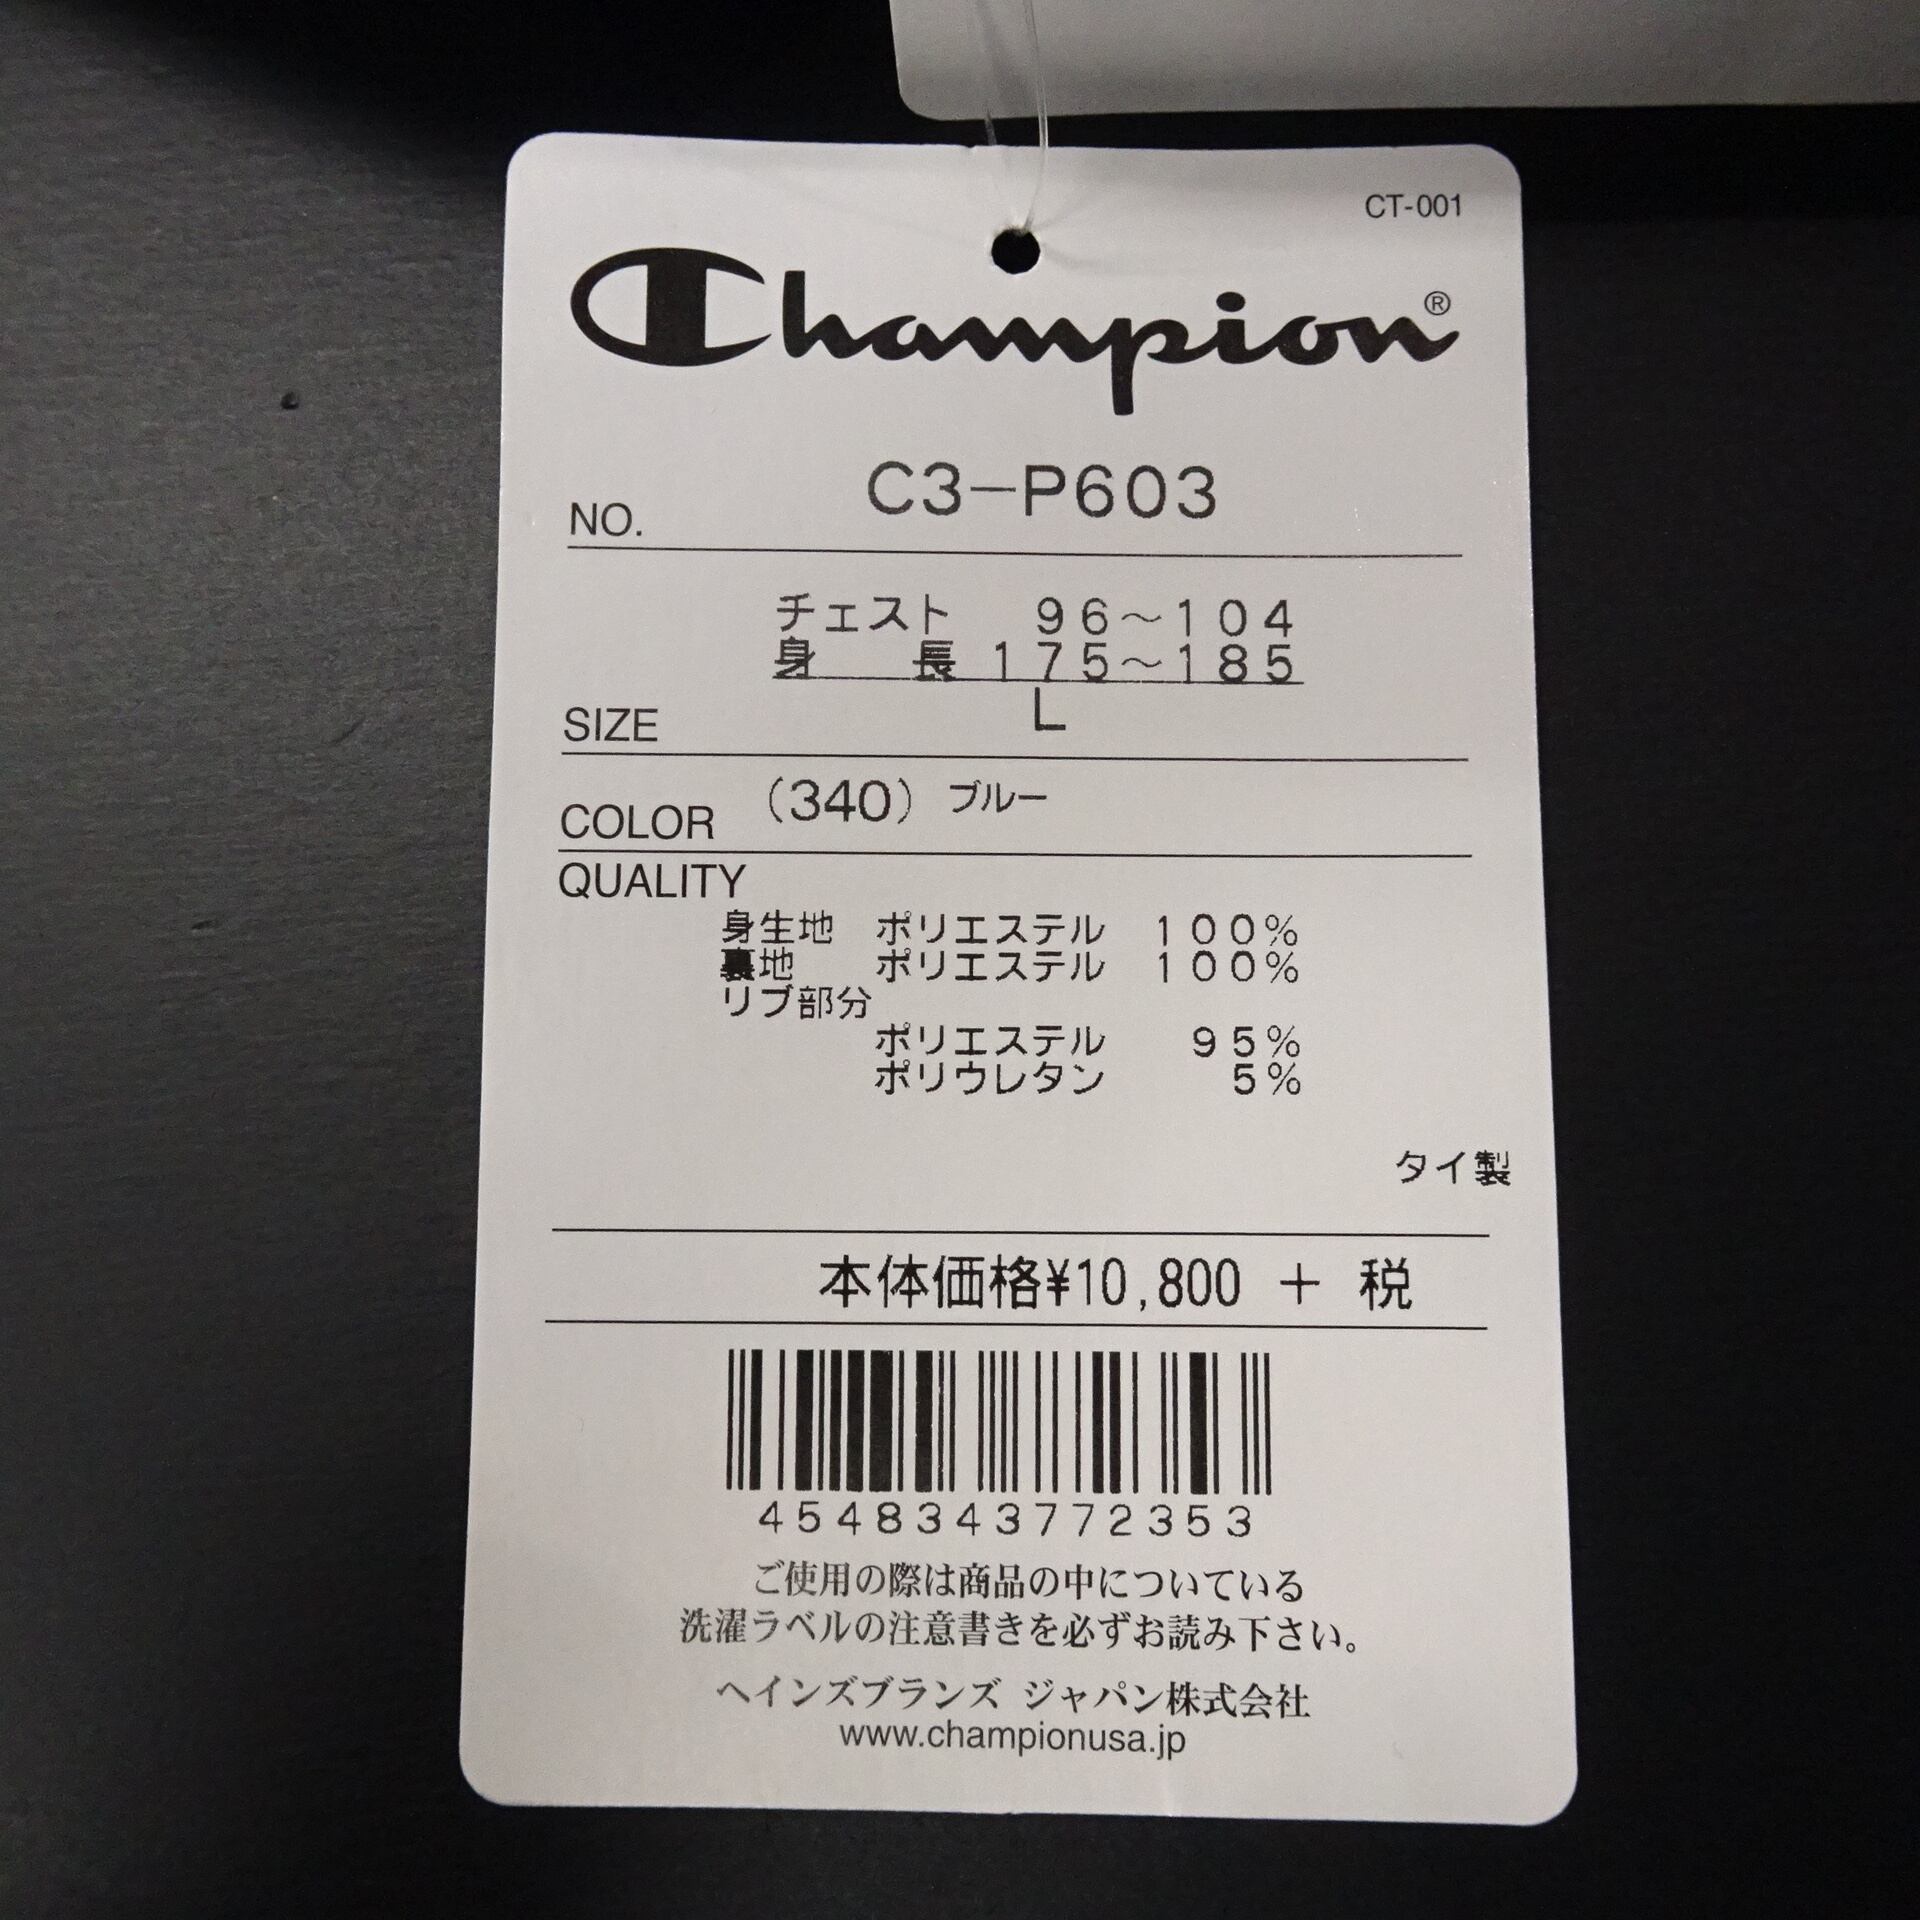 CT-001
Champion®
NO. C3-P603
チェスト 96〜104
身 長 175〜185
SIZE L
COLOR (340) ブルー
QUALITY
身生地 ポリエステル 100%
裏地 ポリエステル 100%
リブ部分
ポリエステル 95%
ポリウレタン 5%
タイ製
本体価格¥10,800 + 税
4548343772353
ご使用の際は商品の中についている
洗濯ラベルの注意書きを必ずお読み下さい。
ヘインズブランズ ジャパン株式会社
www.championusa.jp